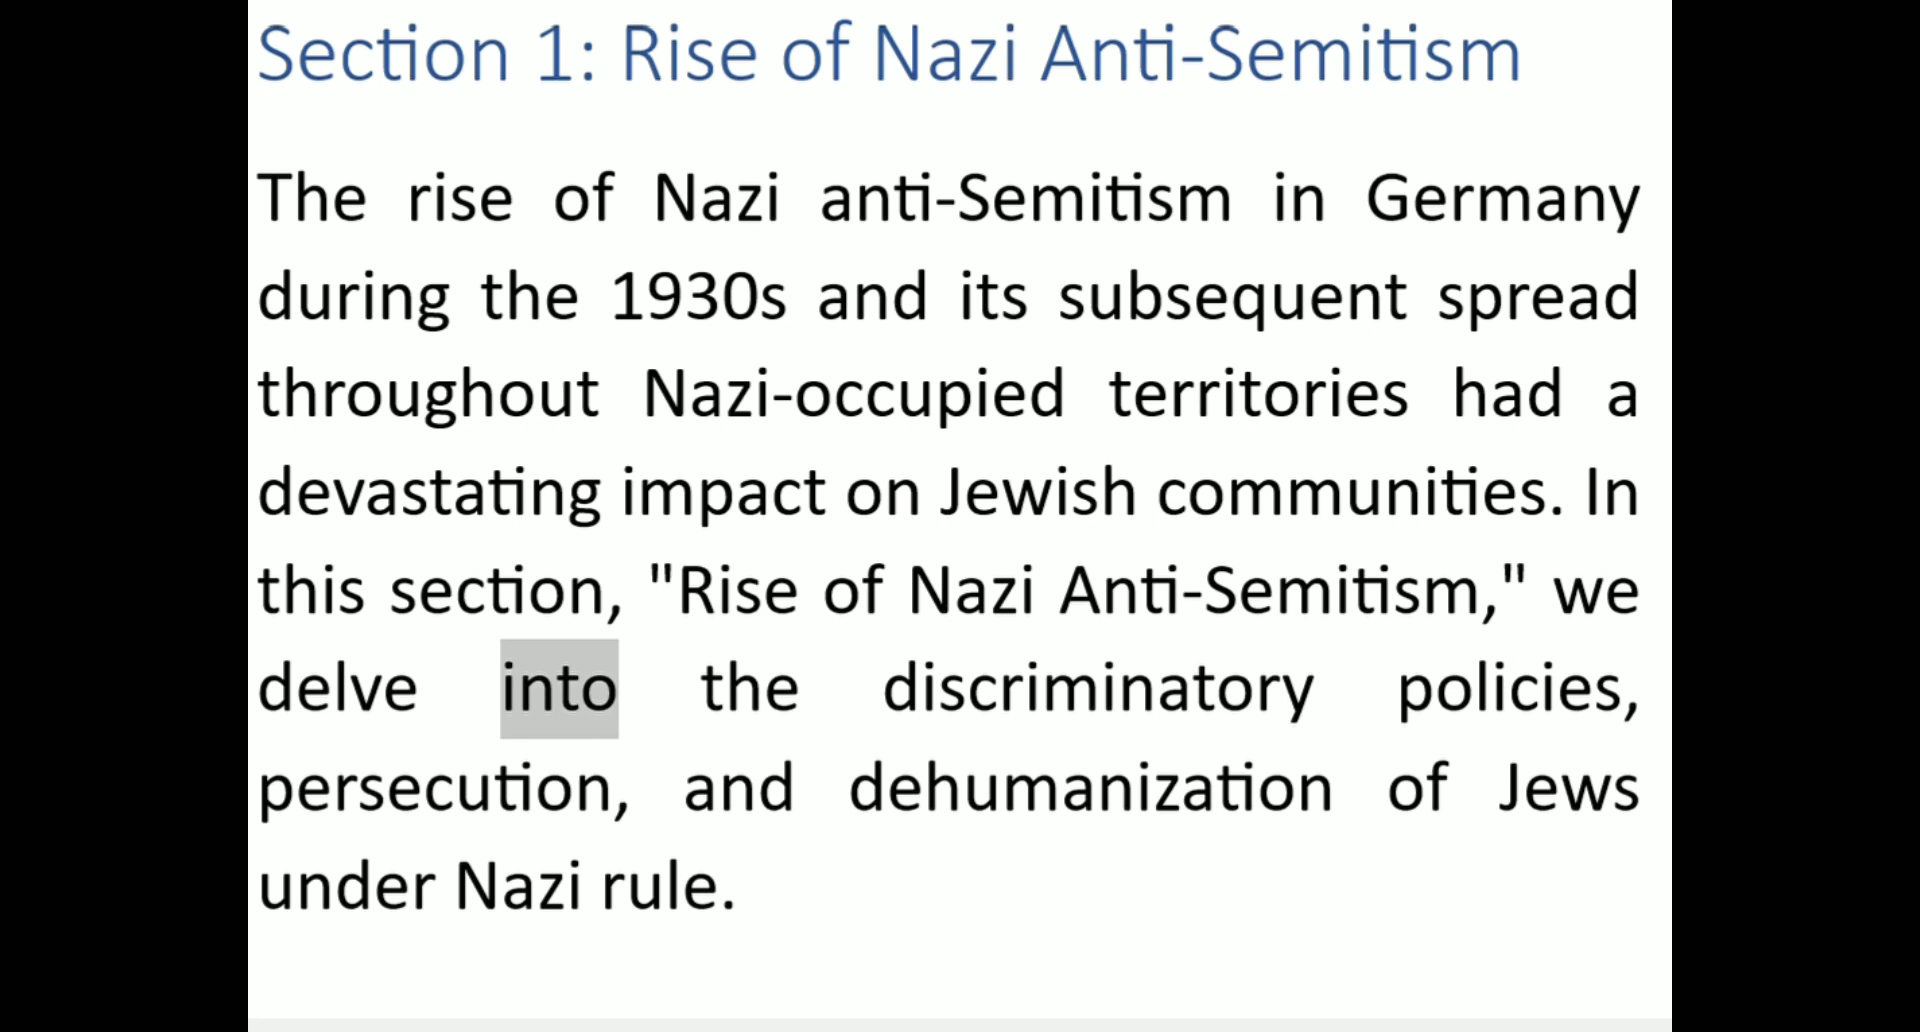 Section 1: Rise of Nazi Anti-Semitism
The rise of Nazi anti-Semitism in Germany
during the 1930s and its subsequent spread
throughout Nazi-occupied territories had a
devastating impact on Jewish communities. In
this section, "Rise of Nazi Anti-Semitism," we
delve into the discriminatory policies,
persecution, and dehumanization of Jews
under Nazi rule.